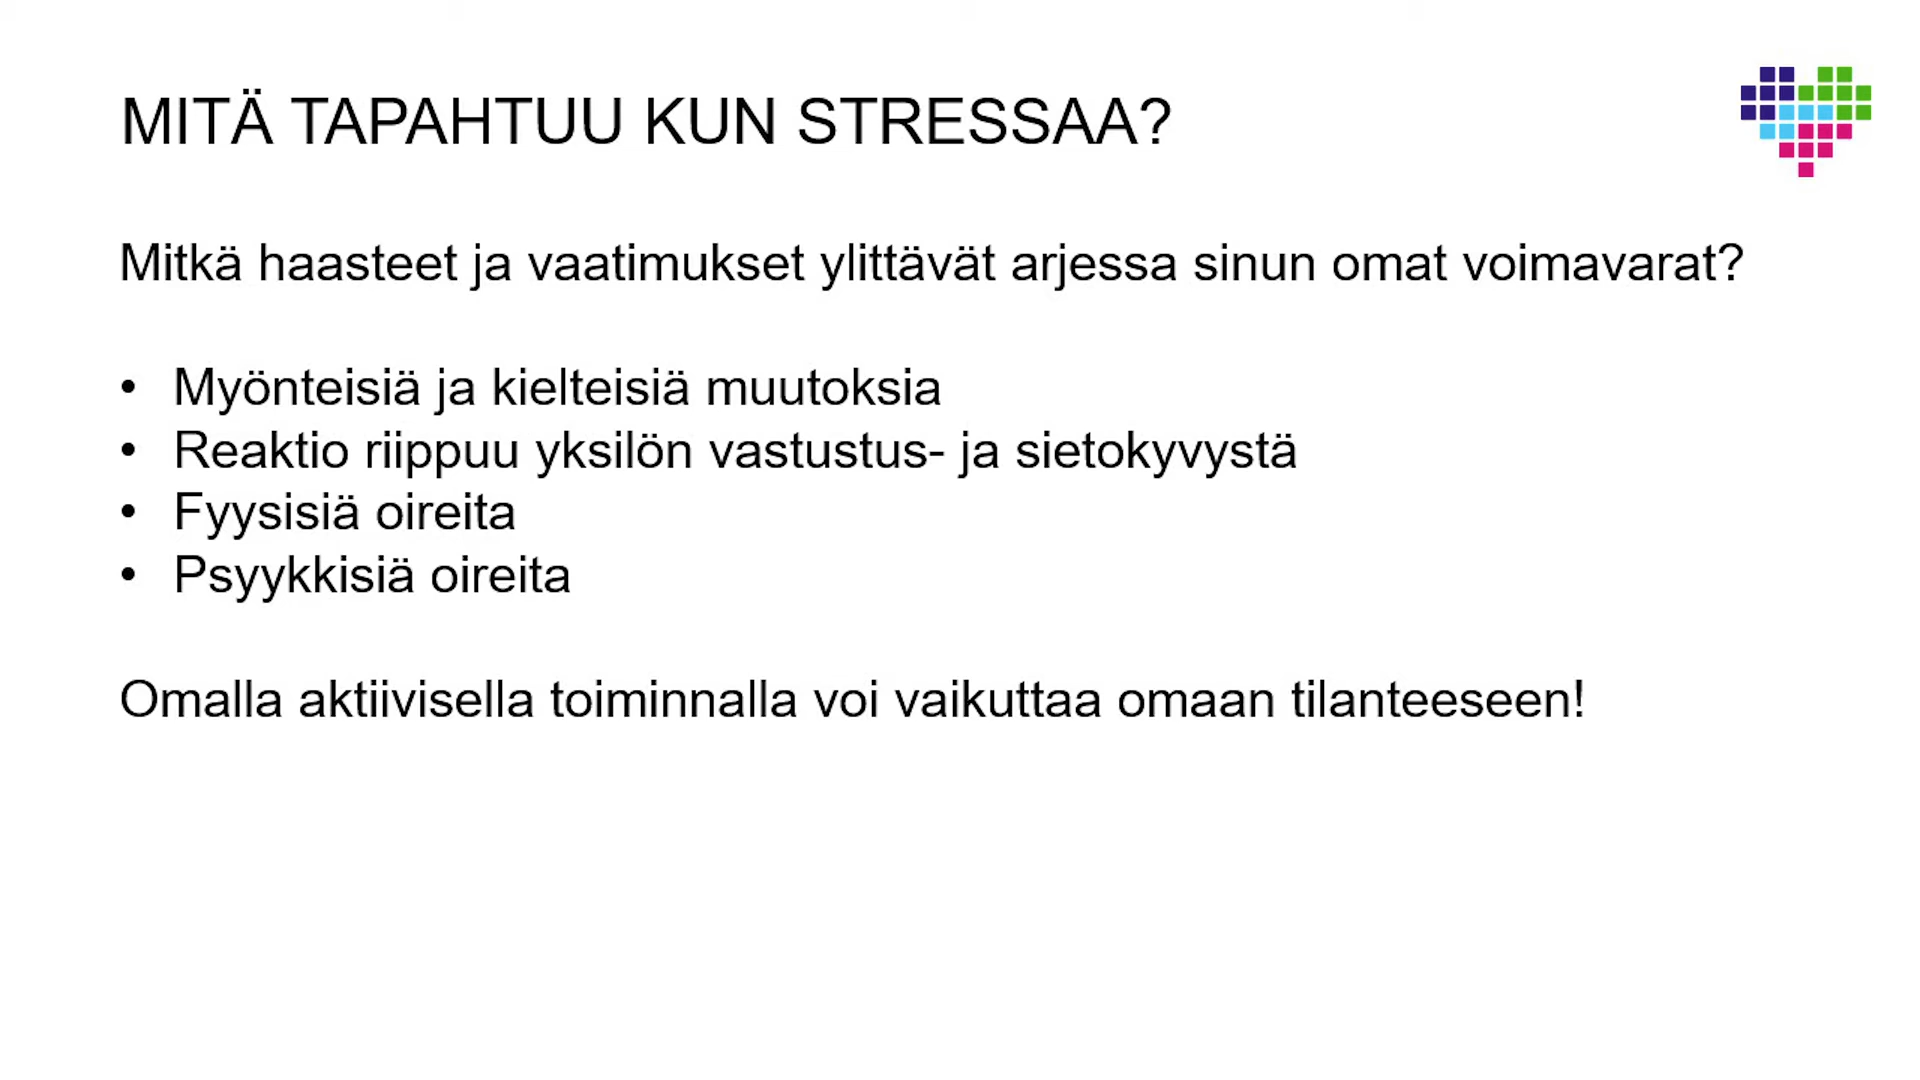 MITÄ TAPAHTUU KUN STRESSAA?
Mitkä haasteet ja vaatimukset ylittävät arjessa sinun omat voimavarat?
• Myönteisiä ja kielteisiä muutoksia
• Reaktio riippuu yksilön vastustus- ja sietokyvystä
• Fyysisiä oireita
• Psyykkisiä oireita
Omalla aktiivisella toiminnalla voi vaikuttaa omaan tilanteeseen!